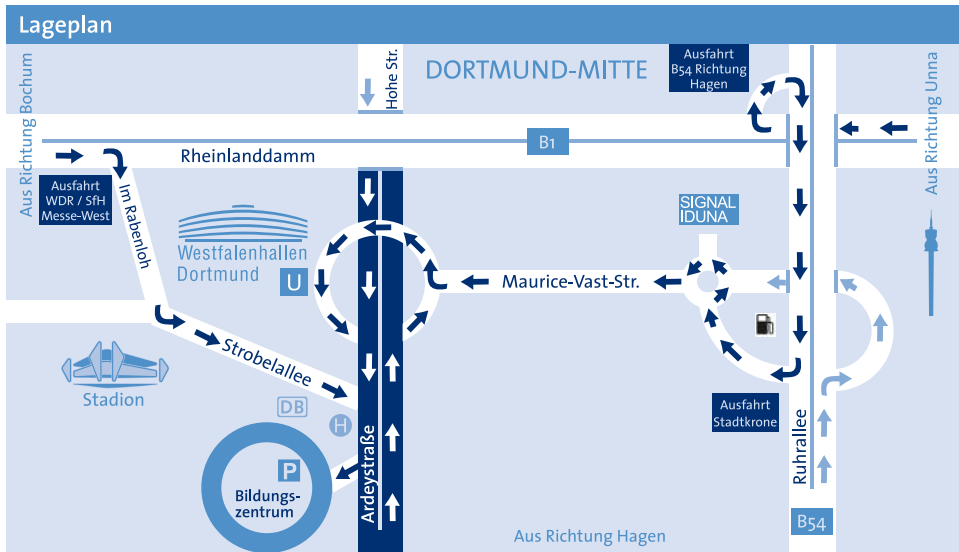 Lageplan
Aus Richtung Bochum
Hohe Str.
DORTMUND-MITTE
Ausfahrt
B54 Richtung
Hagen
Aus Richtung Unna
B1
Rheinlanddamm
Ausfahrt
WDR / SfH
Messe-West
Im Rabenloh
Westfalenhallen
Dortmund
U
SIGNAL
IDUNA
Maurice-Vast-Str.
Strobelallee
Stadion
DB
H
Ausfahrt
Stadtkrone
Ruhrallee
Ardeystraße
P
Bildungs-
zentrum
B54
Aus Richtung Hagen